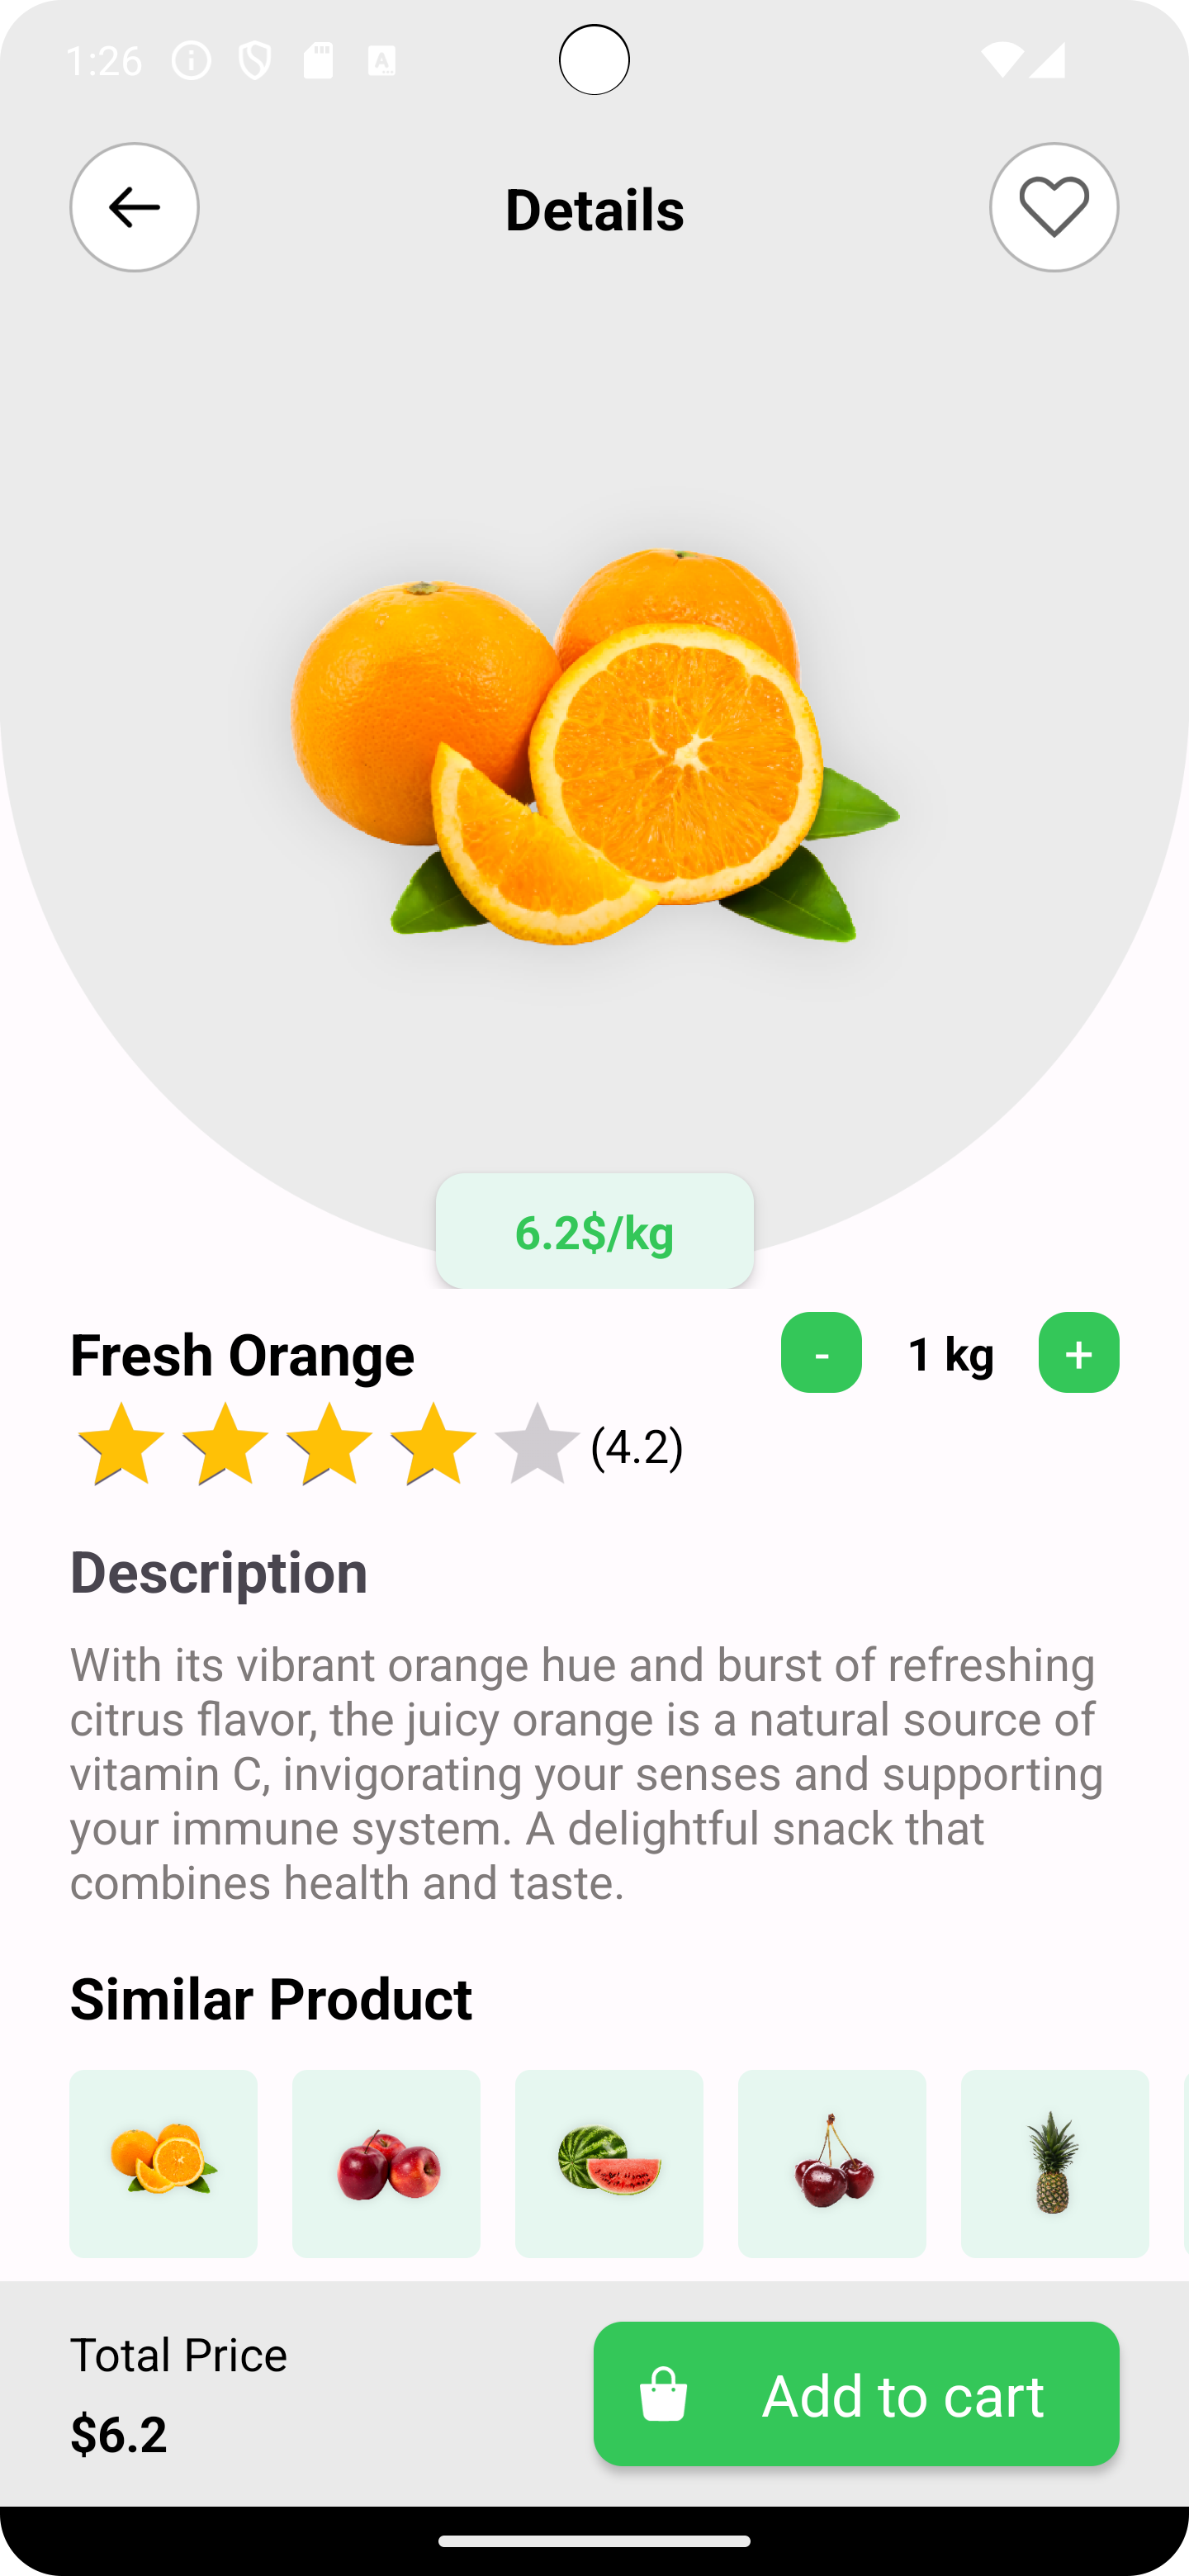 1:26
Details
6.2$/kg
Fresh Orange
- 1 kg +
(4.2)
Description
With its vibrant orange hue and burst of refreshing
citrus flavor, the juicy orange is a natural source of
vitamin C, invigorating your senses and supporting
your immune system. A delightful snack that
combines health and taste.
Similar Product
Total Price
$6.2
Add to cart